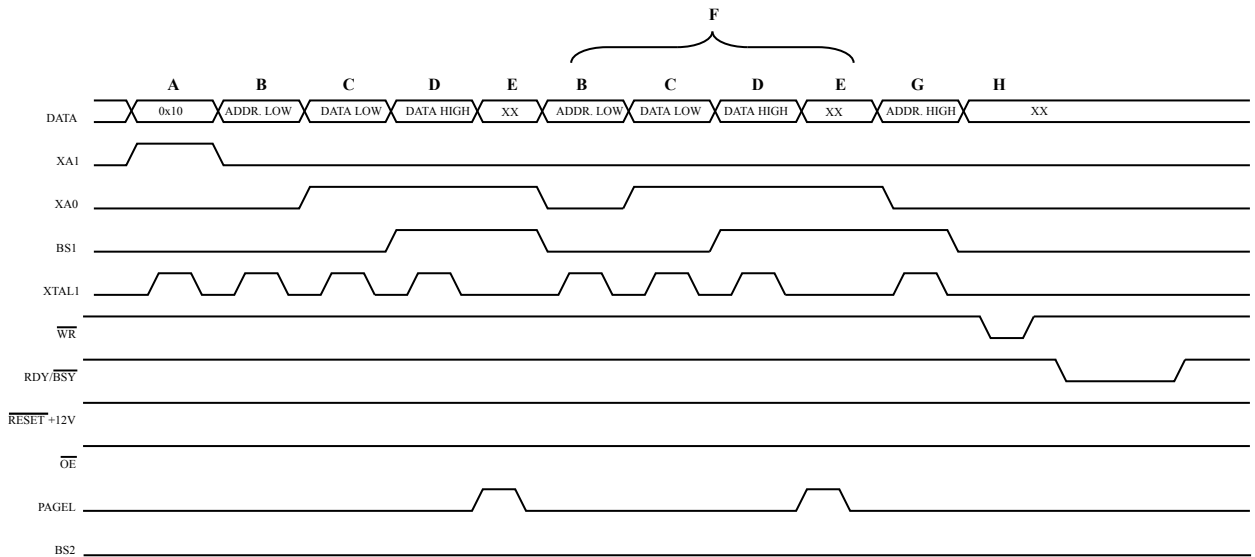 F
A B C D E B C D E G H
DATA 0x10 ADDR. LOW DATA LOW DATA HIGH XX ADDR. LOW DATA LOW DATA HIGH XX ADDR. HIGH XX
XA1
XA0
BS1
XTAL1
WR
RDY/BSY
RESET +12V
OE
PAGEL
BS2